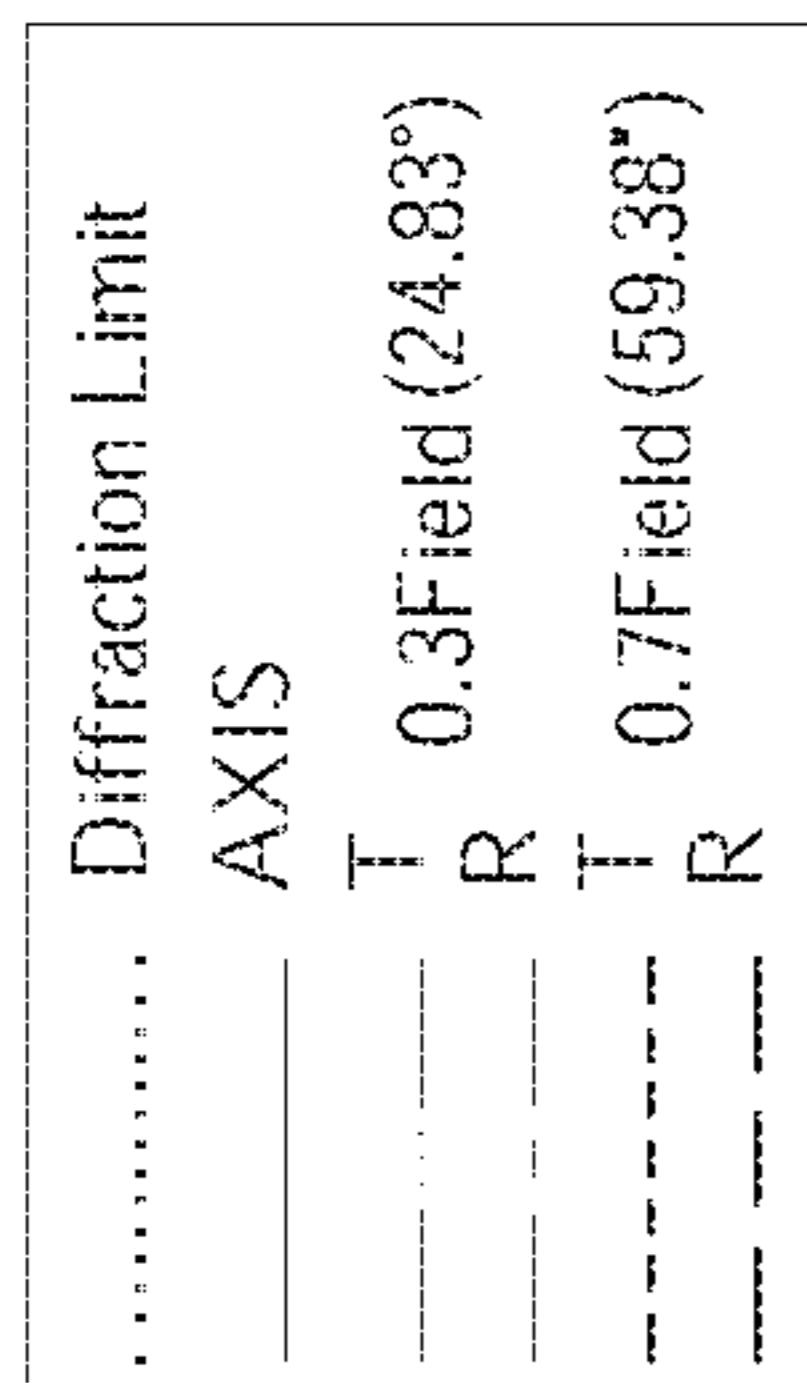 Diffraction Limit
AXIS
T 0.3Field (24.83°)
R
T 0.7Field (59.38°)
R